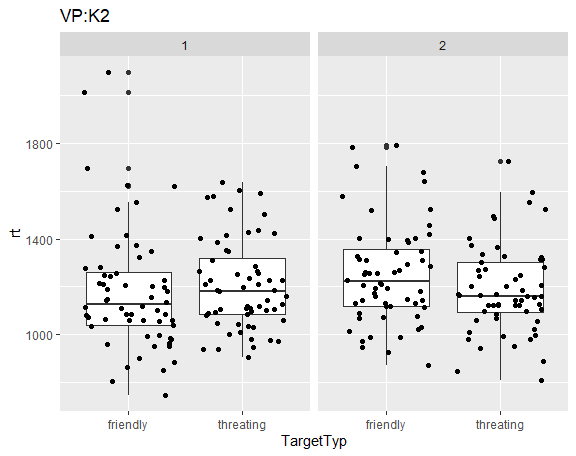 VP:K2
1
2
rt
1800
1400
1000
friendly
threating
friendly
threating
TargetTyp